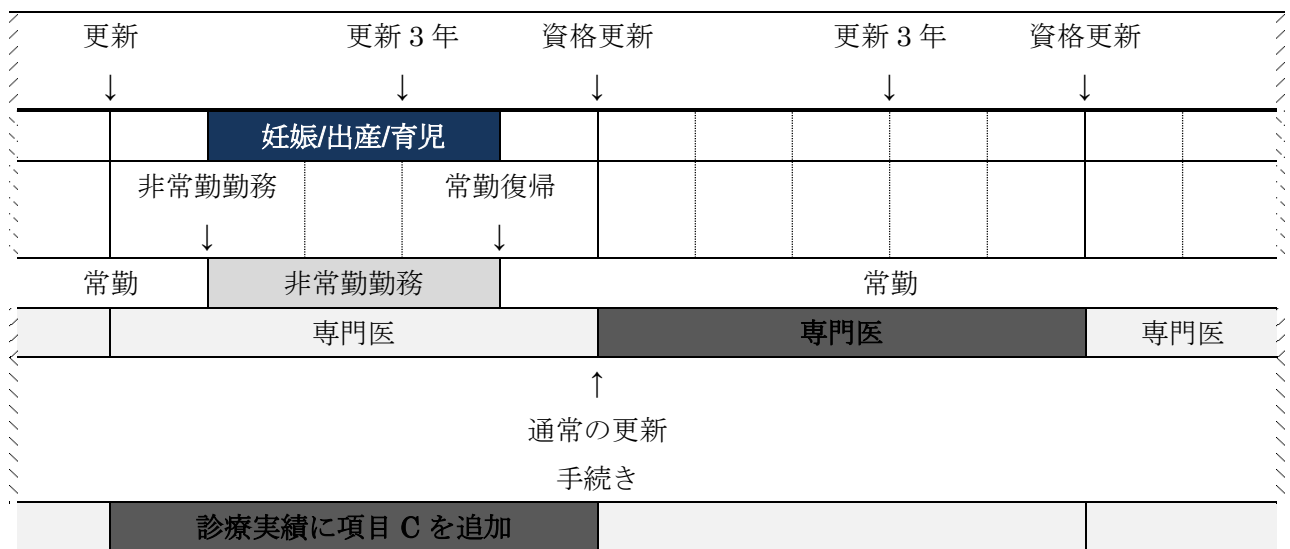 更新 更新 3 年 資格更新 更新 3 年 資格更新
↓ ↓ ↓ ↓ ↓
妊娠/出産/育児
非常勤勤務 常勤復帰
↓ ↓
常勤 非常勤勤務 常勤
専門医 専門医 専門医
↑
通常の更新
手続き
診療実績に項目 C を追加